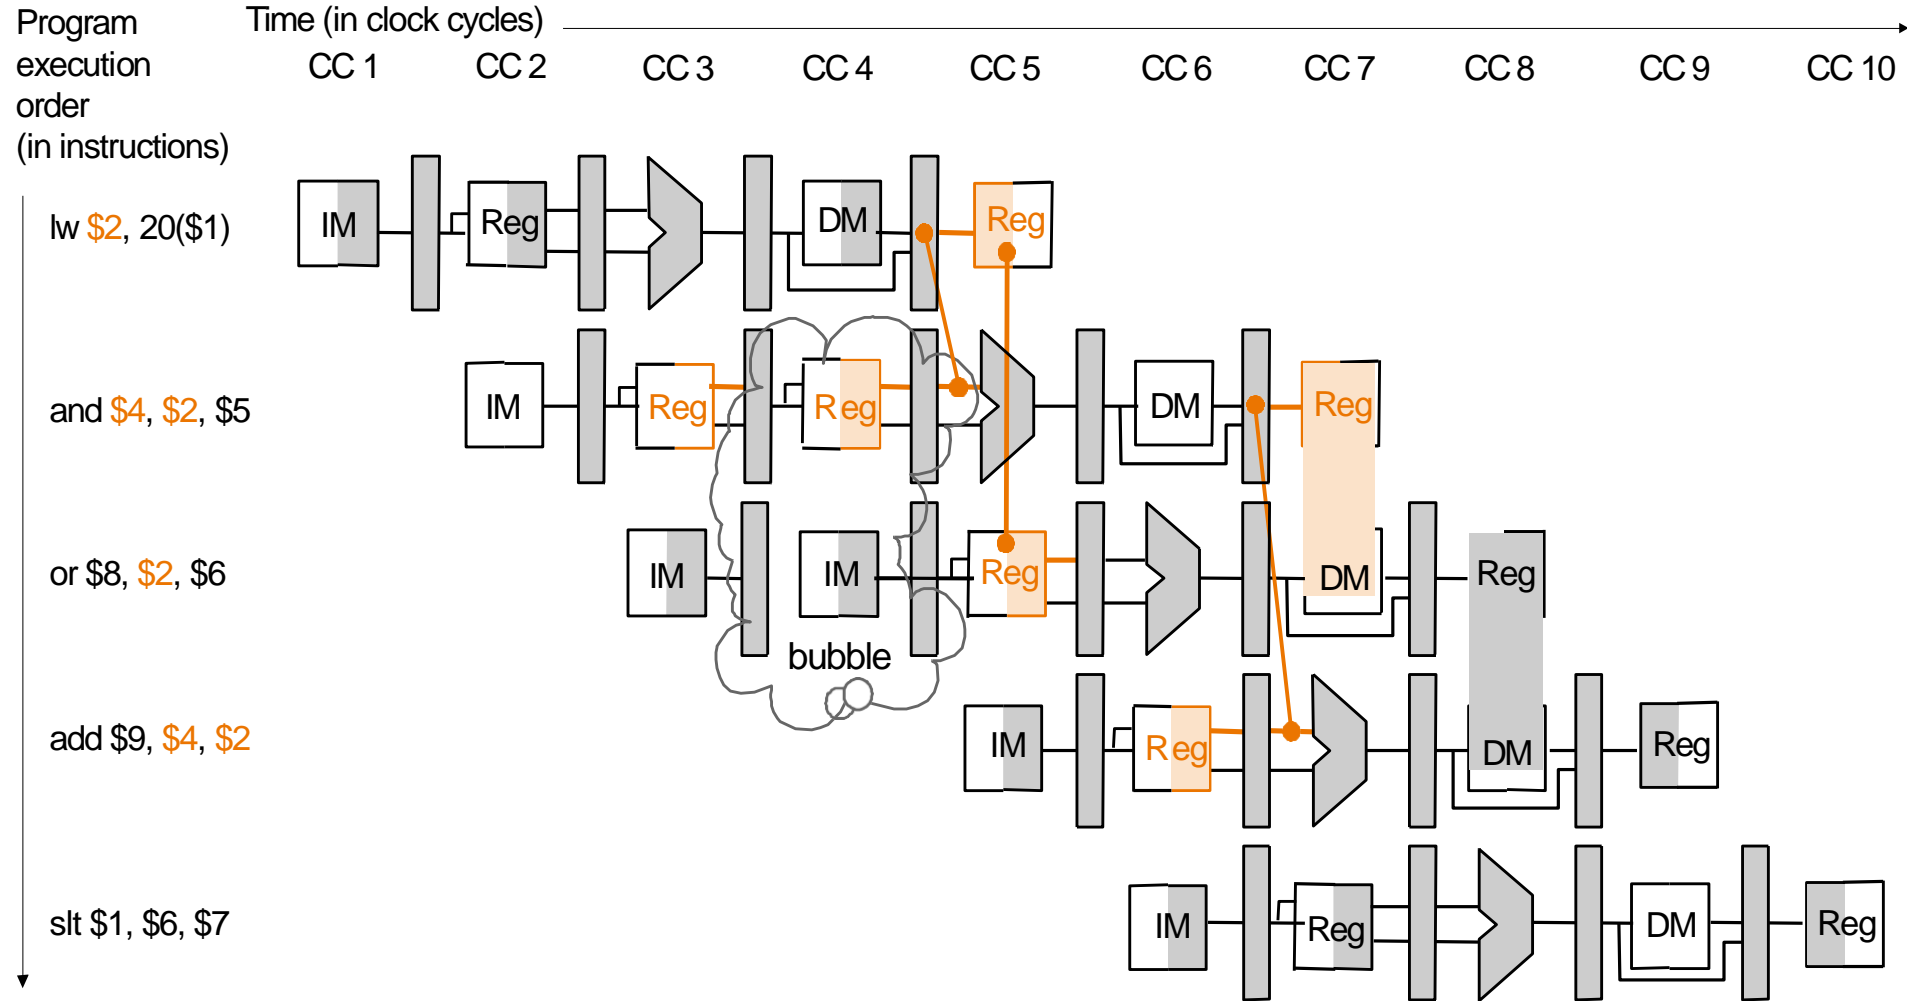 Program
execution
order
(in instructions)
Time (in clock cycles)
CC 1 CC 2 CC 3 CC 4 CC 5 CC 6 CC 7 CC 8 CC 9 CC 10
lw $2, 20($1) IM Reg DM Reg
and $4, $2, $5 IM Reg Reg DM Reg
or $8, $2, $6 IM IM Reg DM Reg
bubble
add $9, $4, $2 IM Reg DM Reg
slt $1, $6, $7 IM Reg DM Reg